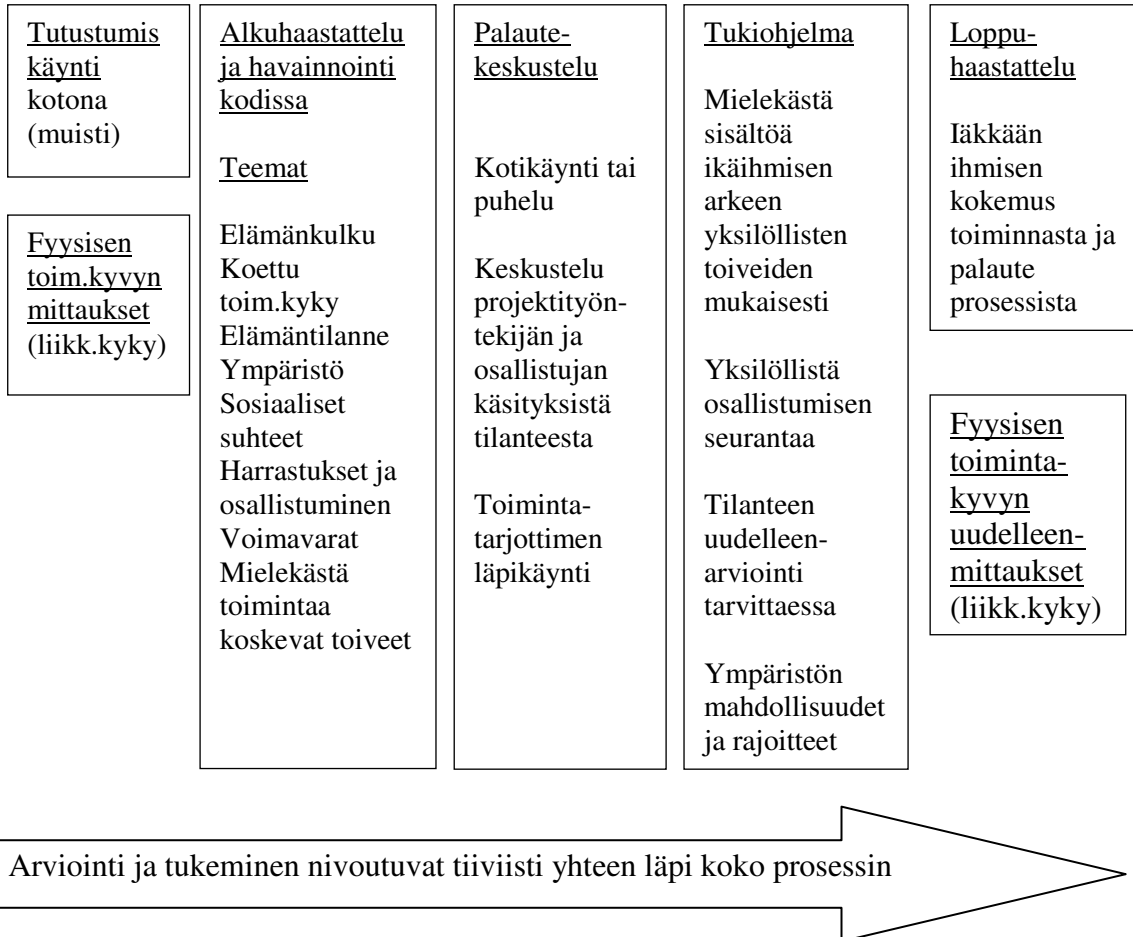 Tutustumis
käynti
kotona
(muisti)
Fyysisen
toim.kyvyn
mittaukset
(liikk.kyky)
Alkuhaastattelu
ja havainnointi
kodissa
Teemat
Elämänkulku
Koettu
toim.kyky
Elämäntilanne
Ympäristö
Sosiaaliset
suhteet
Harrastukset ja
osallistuminen
Voimavarat
Mielekästä
toimintaa
koskevat toiveet
Palaute-
keskustelu
Kotikäynti tai
puhelu
Keskustelu
projektityön-
tekijän ja
osallistujan
käsityksistä
tilanteesta
Toiminta-
tarjottimen
läpikäynti
Tukiohjelma
Mielekästä
sisältöä
ikäihmisen
arkeen
yksilöllisten
toiveiden
mukaisesti
Yksilöllistä
osallistumisen
seurantaa
Tilanteen
uudelleen-
arviointi
tarvittaessa
Ympäristön
mahdollisuudet
ja rajoitteet
Loppu-
haastattelu
Iäkkään
ihmisen
kokemus
toiminnasta ja
palaute
prosessista
Fyysisen
toiminta-
kyvyn
uudelleen-
mittaukset
(liikk.kyky)
Arviointi ja tukeminen nivoutuvat tiiviisti yhteen läpi koko prosessin